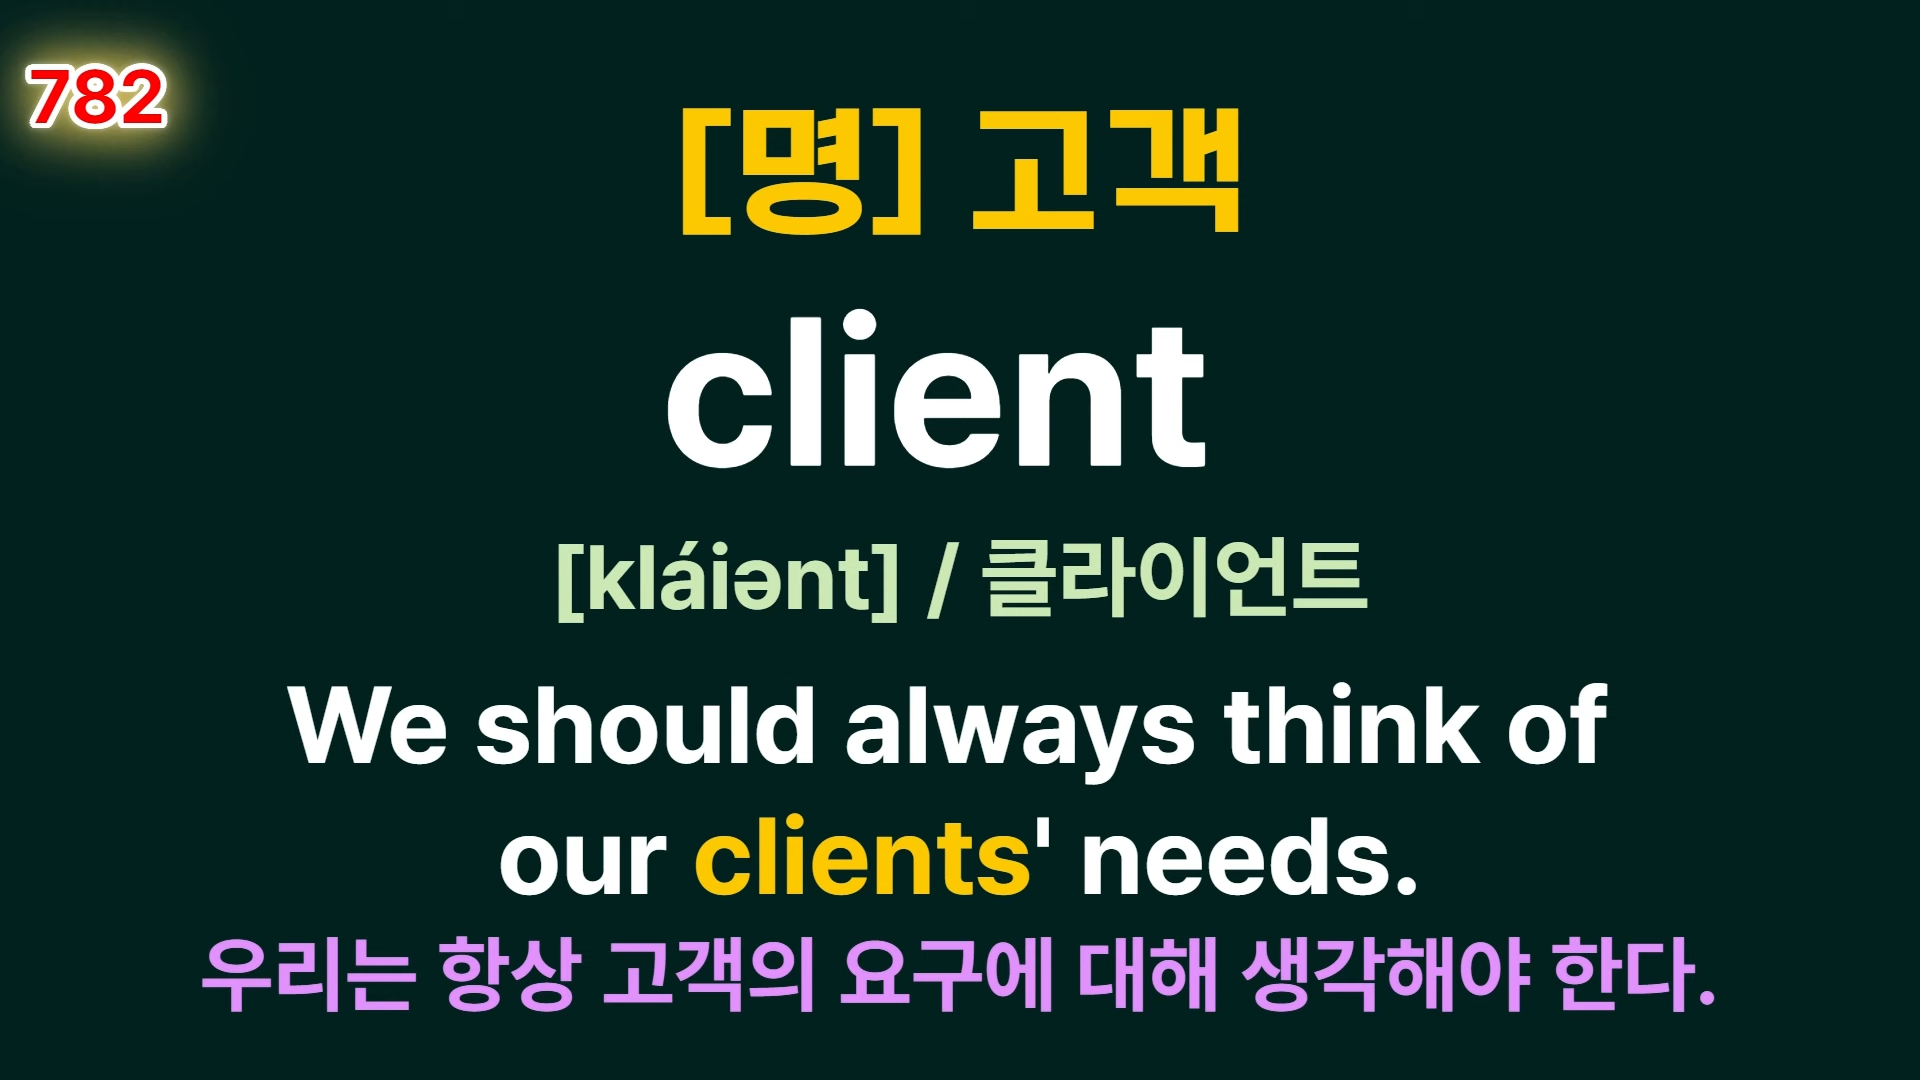 782
[명] 고객
client
[kláiənt] / 클라이언트
We should always think of
our clients' needs.
우리는 항상 고객의 요구에 대해 생각해야 한다.